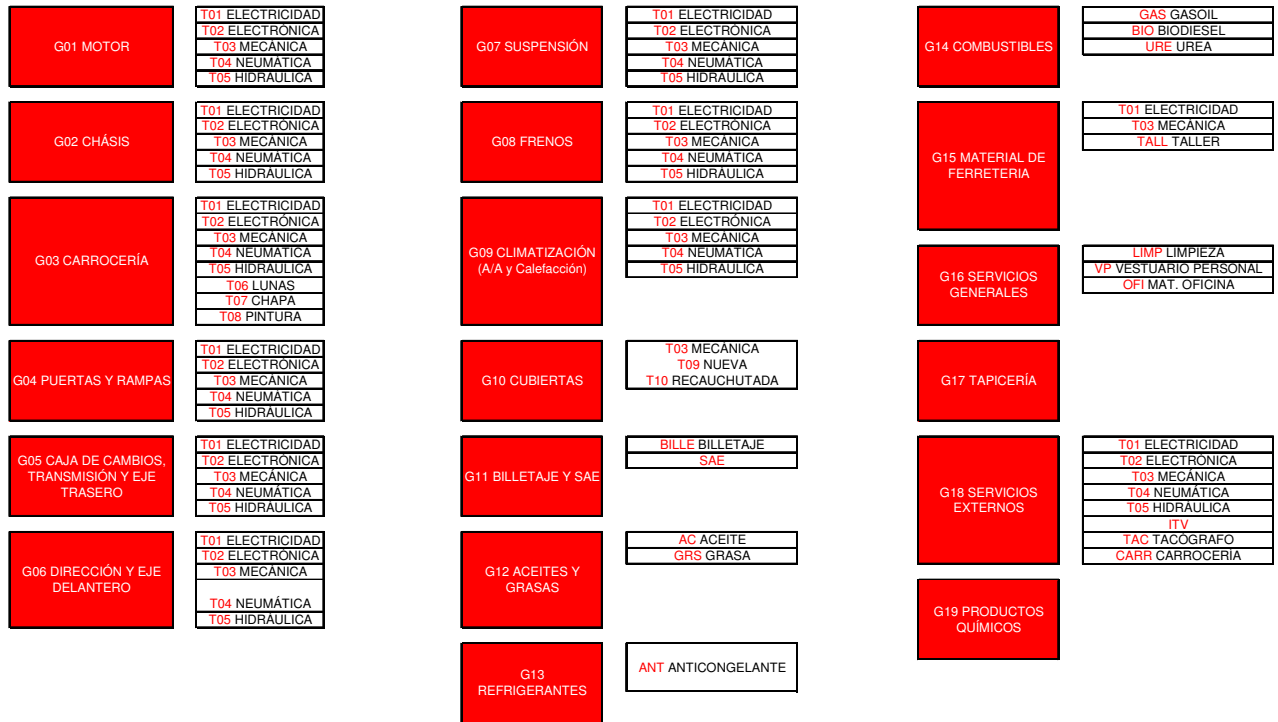 G01 MOTOR
T01 ELECTRICIDAD
T02 ELECTRÓNICA
T03 MECÁNICA
T04 NEUMÁTICA
T05 HIDRÁULICA
G02 CHÁSIS
T01 ELECTRICIDAD
T02 ELECTRÓNICA
T03 MECÁNICA
T04 NEUMÁTICA
T05 HIDRÁULICA
G03 CARROCERÍA
T01 ELECTRICIDAD
T02 ELECTRÓNICA
T03 MECÁNICA
T04 NEUMÁTICA
T05 HIDRÁULICA
T06 LUNAS
T07 CHAPA
T08 PINTURA
G04 PUERTAS Y RAMPAS
T01 ELECTRICIDAD
T02 ELECTRÓNICA
T03 MECÁNICA
T04 NEUMÁTICA
T05 HIDRÁULICA
G05 CAJA DE CAMBIOS,
TRANSMISIÓN Y EJE
TRASERO
T01 ELECTRICIDAD
T02 ELECTRÓNICA
T03 MECÁNICA
T04 NEUMÁTICA
T05 HIDRÁULICA
G06 DIRECCIÓN Y EJE
DELANTERO
T01 ELECTRICIDAD
T02 ELECTRÓNICA
T03 MECÁNICA
T04 NEUMÁTICA
T05 HIDRÁULICA
G07 SUSPENSIÓN
T01 ELECTRICIDAD
T02 ELECTRÓNICA
T03 MECÁNICA
T04 NEUMÁTICA
T05 HIDRÁULICA
G08 FRENOS
T01 ELECTRICIDAD
T02 ELECTRÓNICA
T03 MECÁNICA
T04 NEUMÁTICA
T05 HIDRÁULICA
G09 CLIMATIZACIÓN
(A/A y Calefacción)
T01 ELECTRICIDAD
T02 ELECTRÓNICA
T03 MECÁNICA
T04 NEUMÁTICA
T05 HIDRÁULICA
G10 CUBIERTAS
T03 MECÁNICA
T09 NUEVA
T10 RECAUCHUTADA
G11 BILLETAJE Y SAE
BILLE BILLETAJE
SAE
G12 ACEITES Y
GRASAS
AC ACEITE
GRS GRASA
G13
REFRIGERANTES
ANT ANTICONGELANTE
G14 COMBUSTIBLES
GAS GASOIL
BIO BIODIESEL
URE UREA
G15 MATERIAL DE
FERRETERIA
T01 ELECTRICIDAD
T03 MECÁNICA
TALL TALLER
G16 SERVICIOS
GENERALES
LIMP LIMPIEZA
VP VESTUARIO PERSONAL
OFI MAT. OFICINA
G17 TAPICERÍA
G18 SERVICIOS
EXTERNOS
T01 ELECTRICIDAD
T02 ELECTRÓNICA
T03 MECÁNICA
T04 NEUMÁTICA
T05 HIDRÁULICA
ITV
TAC TACÓGRAFO
CARR CARROCERÍA
G19 PRODUCTOS
QUÍMICOS